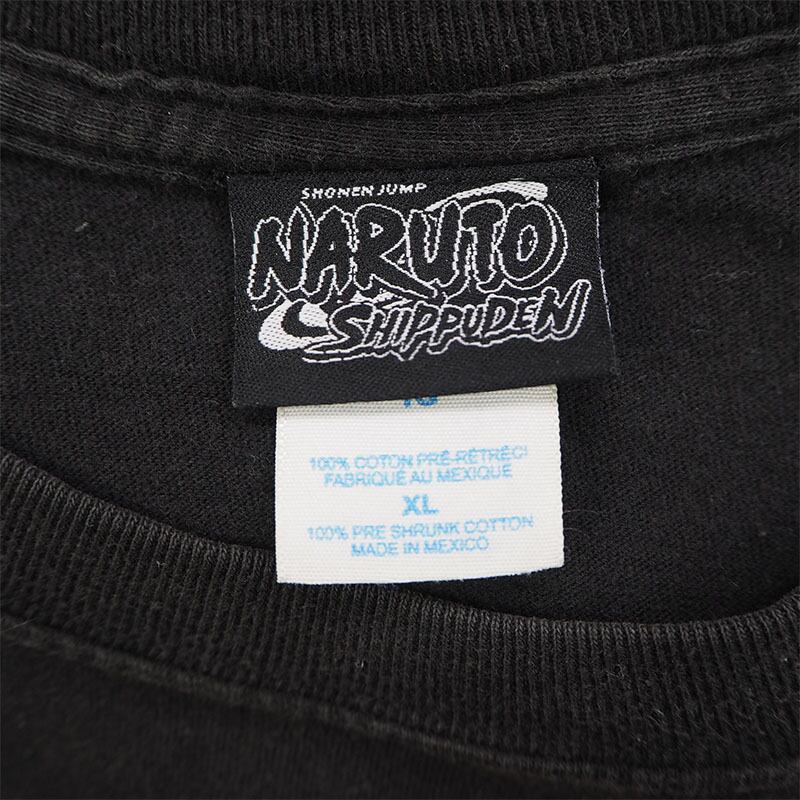 SHONEN JUMP
NARUTO
SHIPPUDEN
100% COTON PRÉ-RÉTRÉCI
FABRIQUÉ AU MEXIQUE
XL
100% PRE SHRUNK COTTON
MADE IN MEXICO